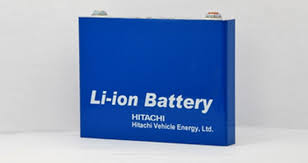 Li-ion Battery
HITACHI
Hitachi Vehicle Energy, Ltd.